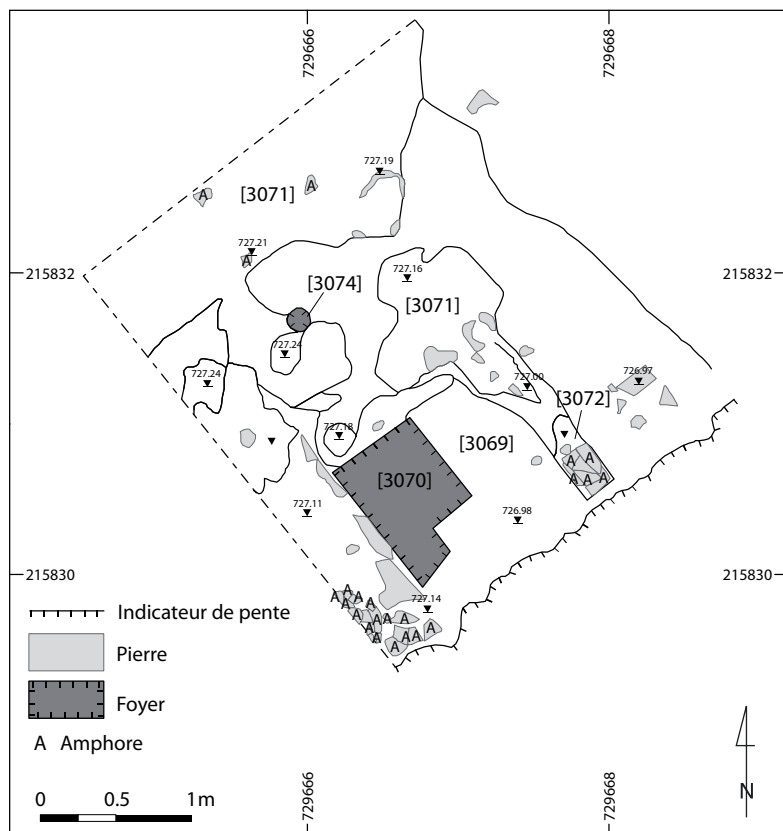 729666
729668
727.19
A
A
[3071]
727.21
A
215832
215832
[3074]
727.16
[3071]
727.24
727.24
727.00
726.97
[3072]
727.18
[3069]
A A
A A A
[3070]
727.11
726.98
215830
215830
A A A A A A A A A A A A A A A
727.14
Indicateur de pente
Pierre
Foyer
A Amphore
0 0.5 1m
729666
729668
N